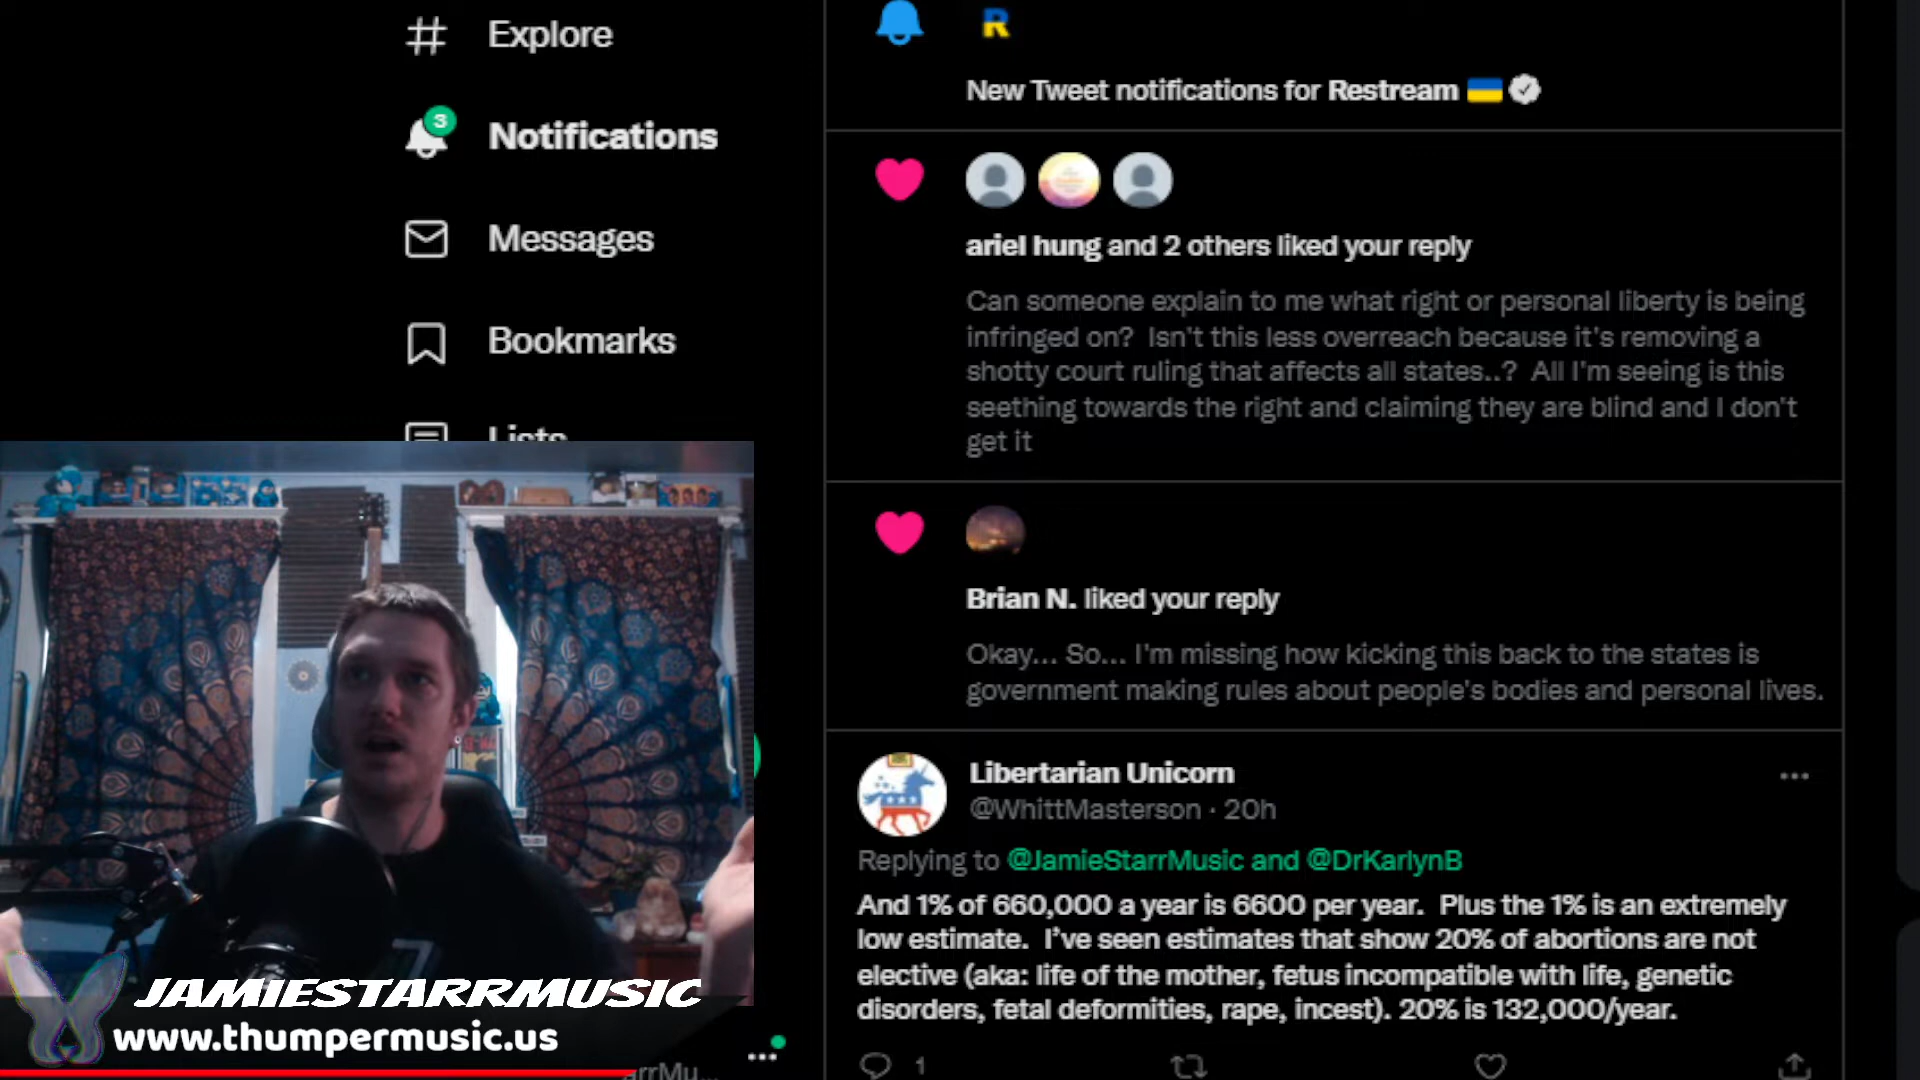 Explore
3
Notifications
Messages
Bookmarks
Lists
R
New Tweet notifications for Restream
ariel hung and 2 others liked your reply
Can someone explain to me what right or personal liberty is being
infringed on?  Isn't this less overreach because it's removing a
shotty court ruling that affects all states..?  All I'm seeing is this
seething towards the right and claiming they are blind and I don't
get it
Brian N. liked your reply
Okay... So... I'm missing how kicking this back to the states is
government making rules about people's bodies and personal lives.
Libertarian Unicorn
@WhittMasterson · 20h
Replying to @JamieStarrMusic and @DrKarlynB
And 1% of 660,000 a year is 6600 per year.  Plus the 1% is an extremely
low estimate.  I've seen estimates that show 20% of abortions are not
elective (aka: life of the mother, fetus incompatible with life, genetic
disorders, fetal deformities, rape, incest). 20% is 132,000/year.
1
JAMIESTARRMUSIC
www.thumpermusic.us
arrMu...